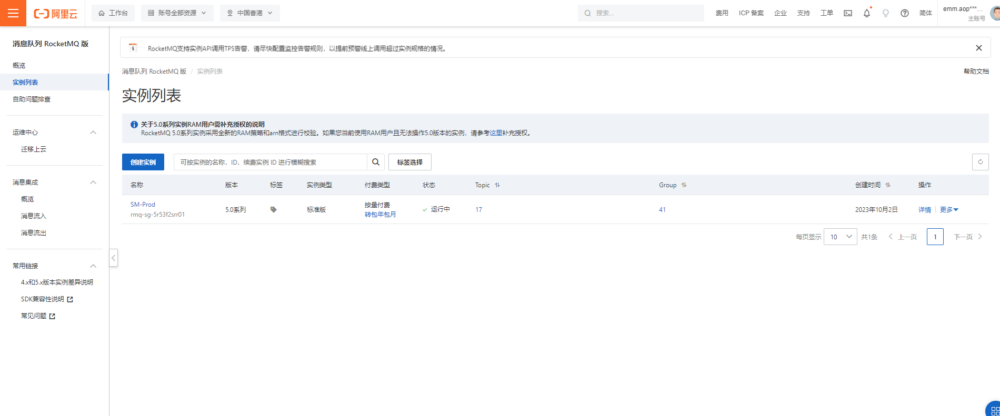 阿里云
工作台
账号全部资源
中国香港
搜索...
费用
ICP 备案
企业
支持
工单
简体
emm.aop***...
主账号
消息队列 RocketMQ 版
概览
实例列表
自助问题排查
运维中心
迁移上云
消息集成
概览
消息流入
消息流出
常用链接
4.x和5.x版本实例差异说明
SDK兼容性说明
常见问题
RocketMQ支持实例API调用TPS告警，请尽快配置监控告警规则，以提前预警线上调用超过实例规格的情况。
消息队列 RocketMQ 版 / 实例列表
帮助文档
实例列表
关于5.0系列实例RAM用户需补充授权的说明
RocketMQ 5.0系列实例采用全新的RAM策略和arn格式进行校验。如果您当前使用RAM用户且无法操作5.0版本的实例，请参考这里补充授权。
创建实例
可按实例的名称，ID，续费实例 ID 进行模糊搜索
标签选择
名称 版本 标签 实例类型 付费类型 状态 Topic Group 创建时间 操作
SM-Prod
rmq-sg-5r53f2srr01
5.0系列
标准版
按量付费
转包年包月
运行中
17
41
2023年10月2日
详情
更多
每页显示 10 共1条 上一页 1 下一页